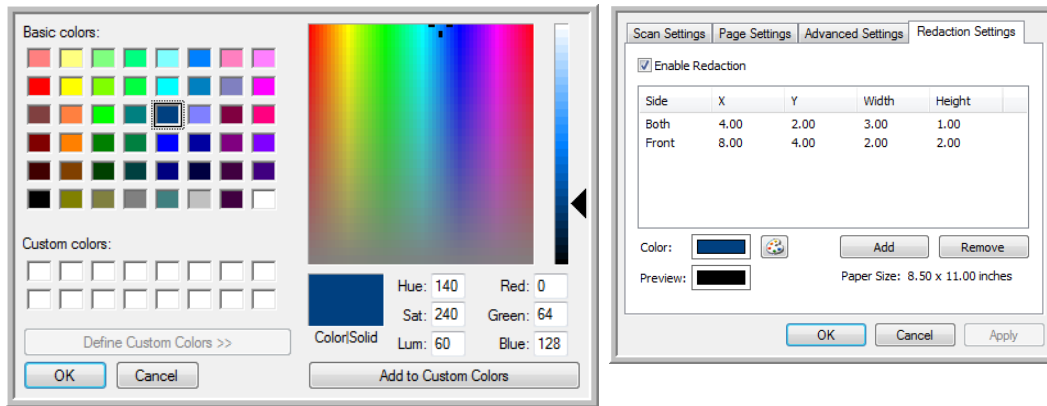 Basic colors:
Custom colors:
Define Custom Colors >>
OK Cancel
Color|Solid
Hue: 140 Red: 0
Sat: 240 Green: 64
Lum: 60 Blue: 128
Add to Custom Colors
Scan Settings Page Settings Advanced Settings Redaction Settings
Enable Redaction
Side X Y Width Height
Both 4.00 2.00 3.00 1.00
Front 8.00 4.00 2.00 2.00
Color: Add Remove
Preview: Paper Size: 8.50 x 11.00 inches
OK Cancel Apply